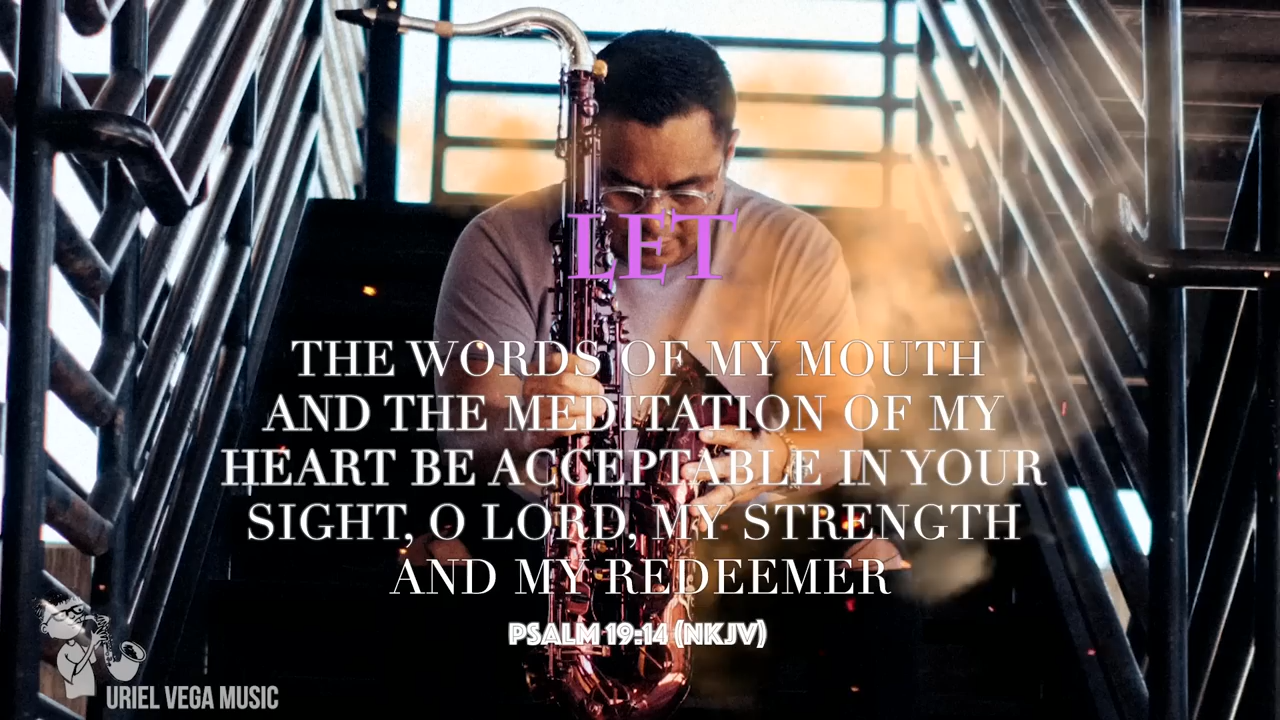 LET
THE WORDS OF MY MOUTH
AND THE MEDITATION OF MY
HEART BE ACCEPTABLE IN YOUR
SIGHT, O LORD, MY STRENGTH
AND MY REDEEMER
PSALM 19:14 (NKJV)
URIEL VEGA MUSIC